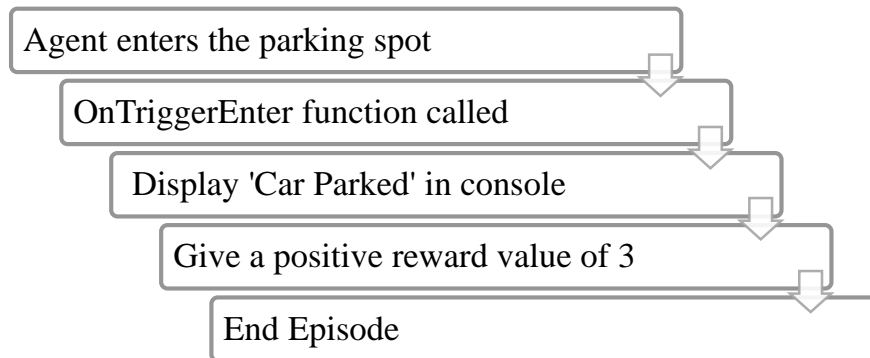 Agent enters the parking spot
OnTriggerEnter function called
Display 'Car Parked' in console
Give a positive reward value of 3
End Episode